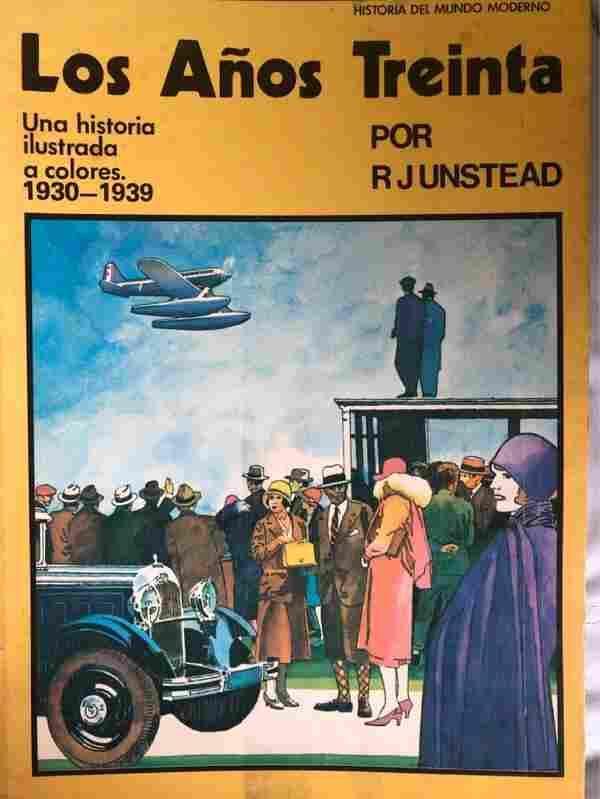 HISTORIA DEL MUNDO MODERNO
Los Años Treinta
Una historia
ilustrada
a colores.
1930—1939
POR
R J UNSTEAD